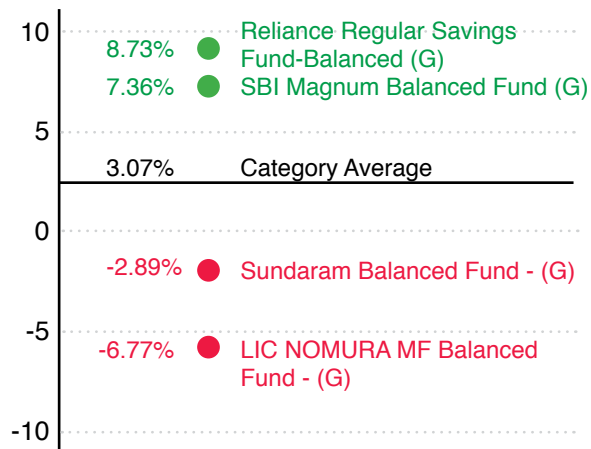 10
Reliance Regular Savings
8.73%
Fund-Balanced (G)
7.36% SBI Magnum Balanced Fund (G)
5
3.07% Category Average
0
-2.89% Sundaram Balanced Fund - (G)
-5
-6.77% LIC NOMURA MF Balanced
Fund - (G)
-10